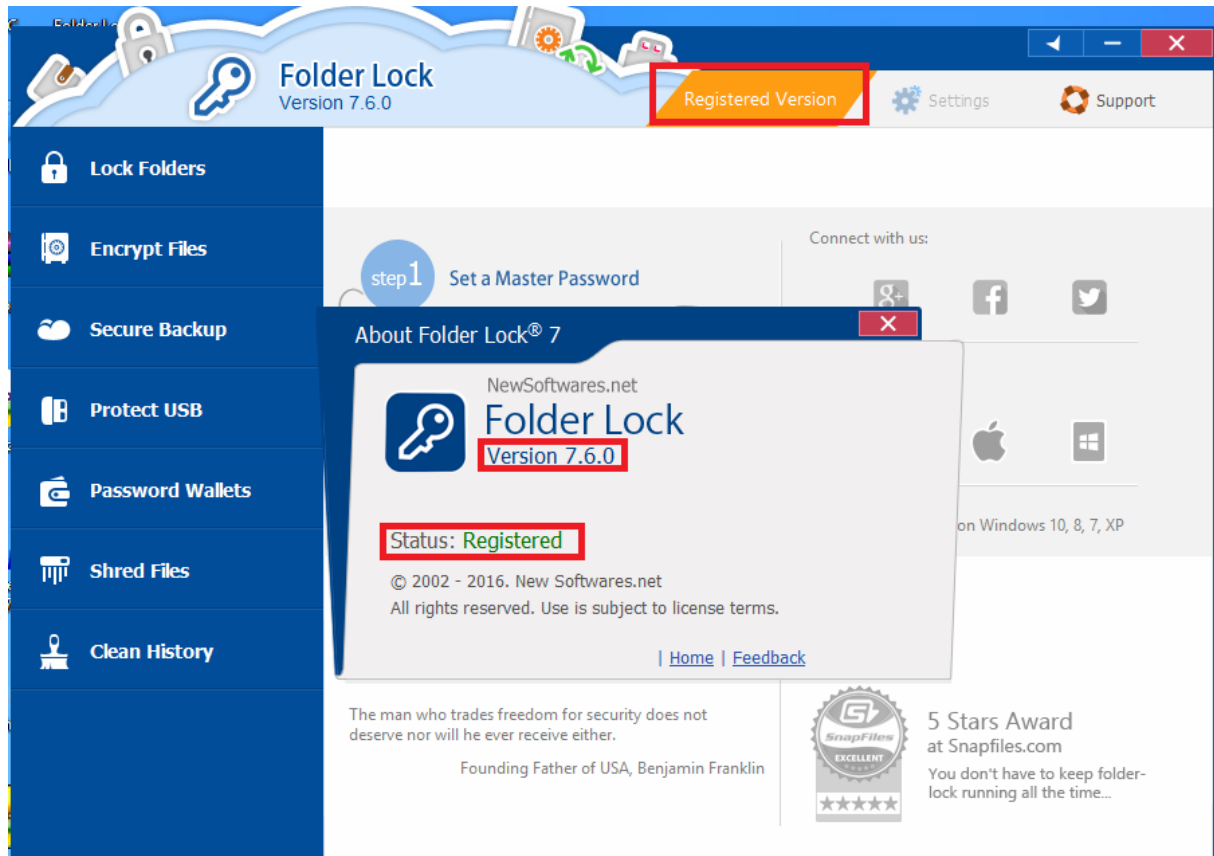 Folder Lock
Version 7.6.0
Registered Version
Settings
Support
Lock Folders
Encrypt Files
Secure Backup
Protect USB
Password Wallets
Shred Files
Clean History
step1
Set a Master Password
Connect with us:
g+
f
About Folder Lock® 7
NewSoftwares.net
Folder Lock
Version 7.6.0
Status: Registered
© 2002 - 2016. New Softwares.net
All rights reserved. Use is subject to license terms.
| Home | Feedback
on Windows 10, 8, 7, XP
The man who trades freedom for security does not
deserve nor will he ever receive either.
Founding Father of USA, Benjamin Franklin
SnapFiles
EXCELLENT
5 Stars Award
at Snapfiles.com
You don't have to keep folder-
lock running all the time...